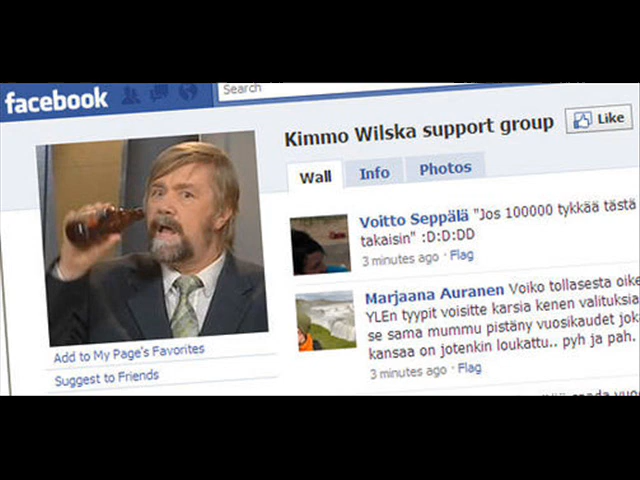 facebook
Search
Kimmo Wilska support group
Like
Wall
Info
Photos
Voitto Seppälä "Jos 100000 tykkää tästä
takaisin" :D:D:DD
3 minutes ago · Flag
Marjaana Auranen Voiko tollasesta oike
YLEn tyypit voisitte karsia kenen valituksia
se sama mummu pistäny vuosikaudet jok
kansaa on jotenkin loukattu.. pyh ja pah.
3 minutes ago · Flag
Add to My Page's Favorites
Suggest to Friends